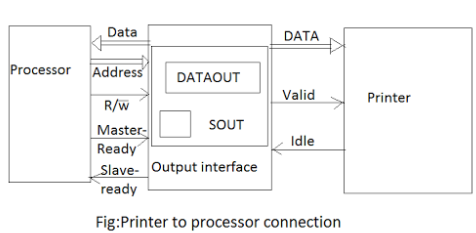 Processor
Data
Address
R/w̅
Master-
Ready
Slave-
ready
DATAOUT
SOUT
Output interface
DATA
Valid
Idle
Printer
Fig:Printer to processor connection